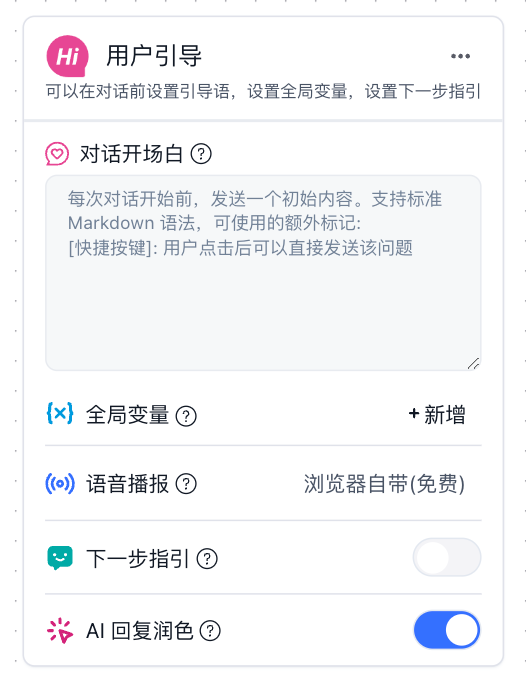 Hi 用户引导
可以在对话前设置引导语，设置全局变量，设置下一步指引
对话开场白 ?
每次对话开始前，发送一个初始内容。支持标准
Markdown 语法，可使用的额外标记:
[快捷按键]: 用户点击后可以直接发送该问题
{x} 全局变量 ? +新增
语音播报 ? 浏览器自带(免费)
下一步指引 ?
AI 回复润色 ?